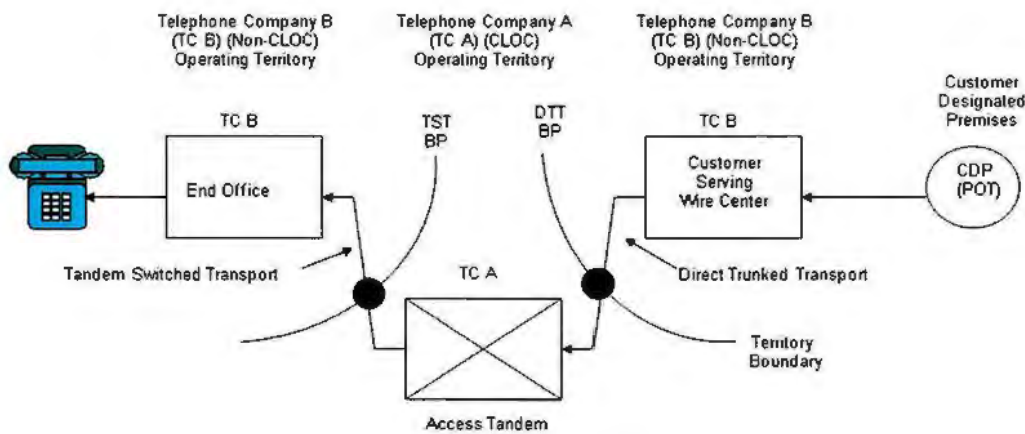 Telephone Company B
(TC B) (Non-CLOC)
Operating Territory
Telephone Company A
(TC A) (CLOC)
Operating Territory
Telephone Company B
(TC B) (Non-CLOC)
Operating Territory
Customer
Designated
Premises
TC B
TST
BP
DTT
BP
TC B
End Office
Customer
Serving
Wire Center
CDP
(POT)
Tandem Switched Transport
TC A
Direct Trunked Transport
Territory
Boundary
Access Tandem